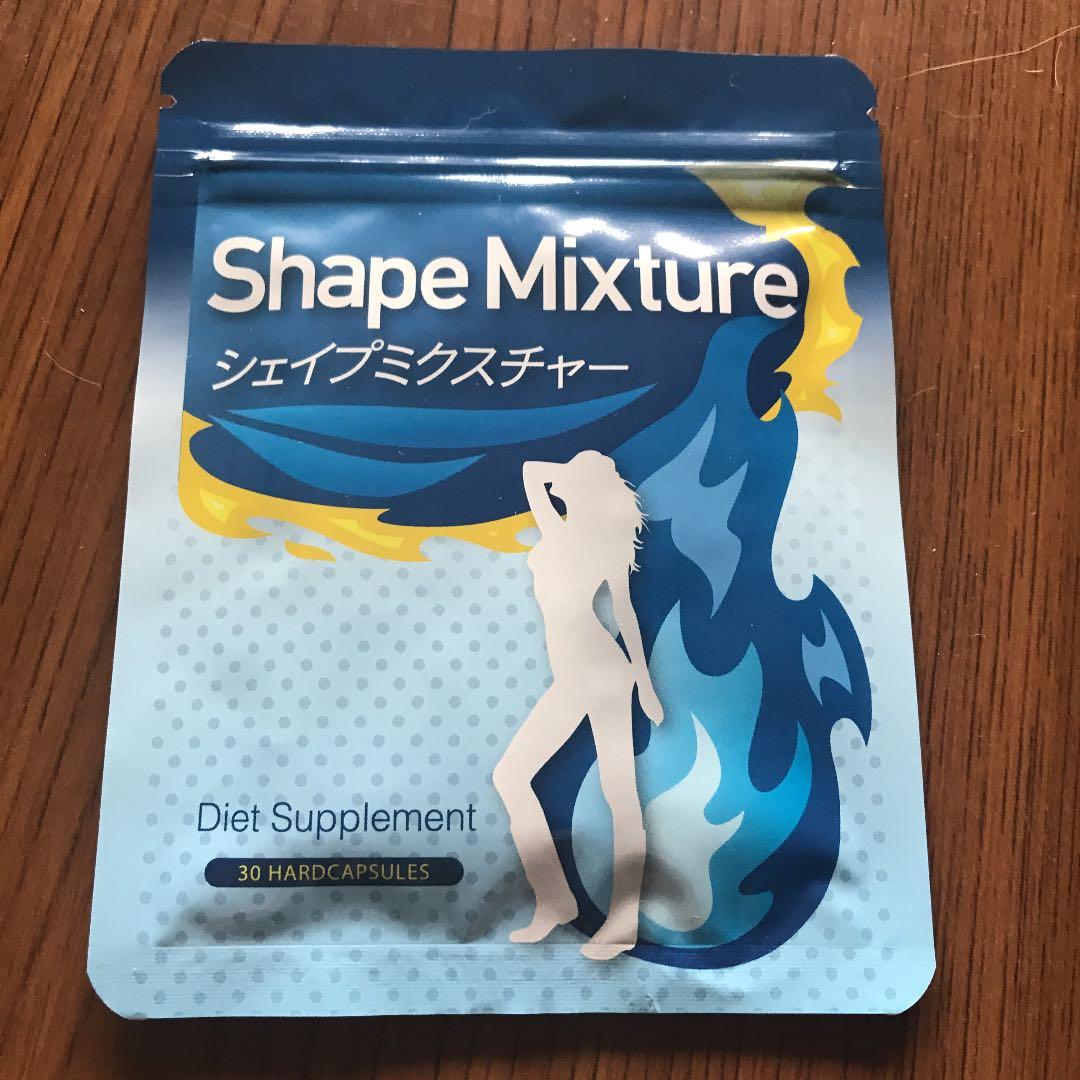 Shape Mixture
シェイプミクスチャー
Diet Supplement
30 HARDCAPSULES